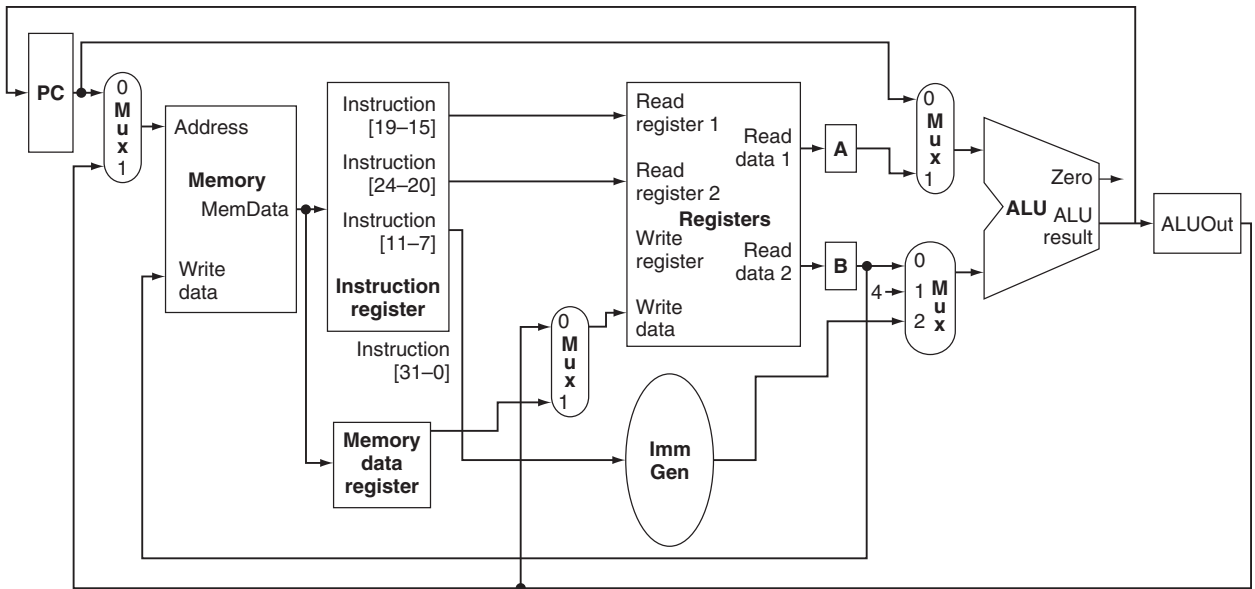 PC
0
M
u
x
1
Address
Memory
MemData
Write
data
Instruction
[19–15]
Instruction
[24–20]
Instruction
[11–7]
Instruction
register
Instruction
[31–0]
Memory
data
register
0
M
u
x
1
Read
register 1
Read
register 2
Registers
Write
register
Write
data
Read
data 1
Read
data 2
Imm
Gen
A
B
4
0
M
u
x
1
0
1
2
M
u
x
Zero
ALU
ALU
result
ALUOut